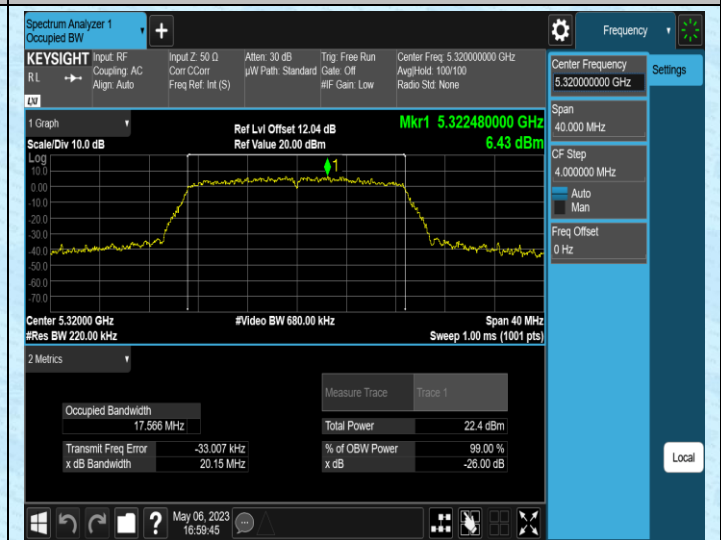 Spectrum Analyzer 1
Occupied BW
Frequency
KEYSIGHT
RL
LXI
Input: RF
Coupling: AC
Align: Auto
Input Z: 50 Ω
Corr CCorr
Freq Ref: Int (S)
Atten: 30 dB
µW Path: Standard
Trig: Free Run
Gate: Off
#IF Gain: Low
Center Freq: 5.320000000 GHz
Avg|Hold: 100/100
Radio Std: None
Center Frequency
5.320000000 GHz
Settings
Span
40.000 MHz
CF Step
4.000000 MHz
Auto
Man
Freq Offset
0 Hz
1 Graph
Scale/Div 10.0 dB
Ref Lvl Offset 12.04 dB
Ref Value 20.00 dBm
Mkr1 5.322480000 GHz
6.43 dBm
Log
10.0
0.00
-10.0
-20.0
-30.0
-40.0
-50.0
-60.0
-70.0
1
Center 5.32000 GHz
#Res BW 220.00 kHz
#Video BW 680.00 kHz
Span 40 MHz
Sweep 1.00 ms (1001 pts)
2 Metrics
Measure Trace Trace 1
Occupied Bandwidth
17.566 MHz
Total Power 22.4 dBm
Transmit Freq Error -33.007 kHz
% of OBW Power 99.00 %
x dB Bandwidth 20.15 MHz
x dB -26.00 dB
Local
May 06, 2023
16:59:45